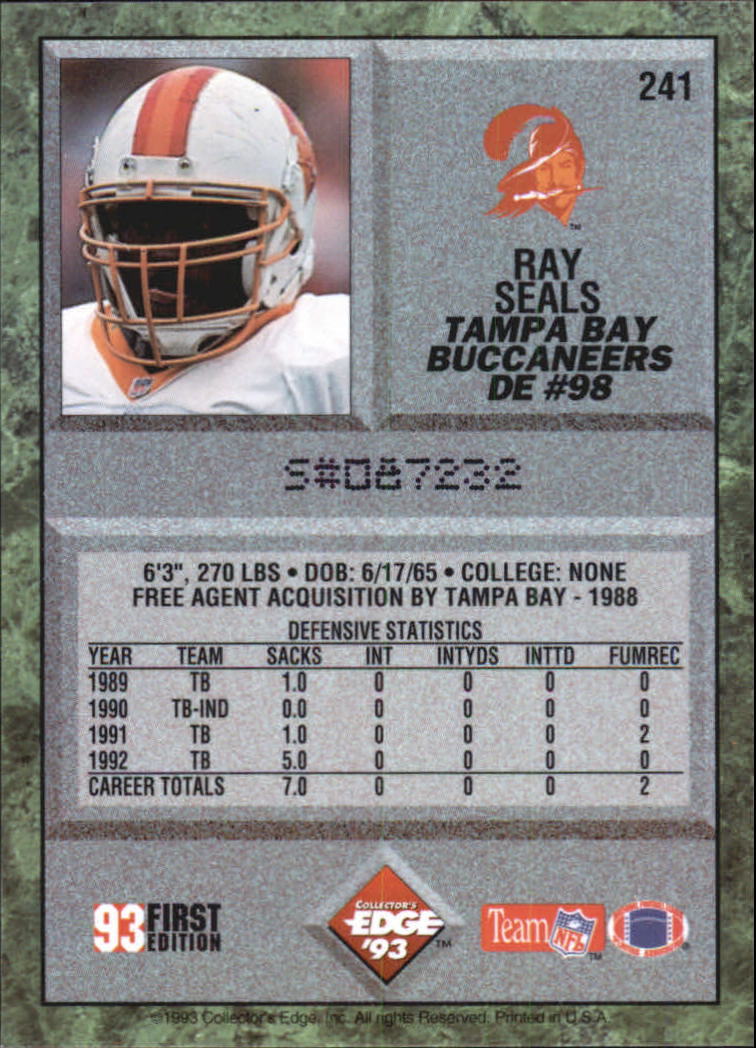 241
TM
RAY
SEALS
TAMPA BAY
BUCCANEERS
DE #98
S#087232
6'3", 270 LBS • DOB: 6/17/65 • COLLEGE: NONE
FREE AGENT ACQUISITION BY TAMPA BAY - 1988
DEFENSIVE STATISTICS
YEAR TEAM SACKS INT INTYDS INTTD FUMREC
1989 TB 1.0 0 0 0 0
1990 TB-IND 0.0 0 0 0 0
1991 TB 1.0 0 0 0 2
1992 TB 5.0 0 0 0 0
CAREER TOTALS 7.0 0 0 0 2
93 FIRST
EDITION
COLLECTOR'S
EDGE
'93 TM
Team NFL TM ®
©1993 Collector's Edge, Inc. All rights Reserved. Printed in U.S.A.